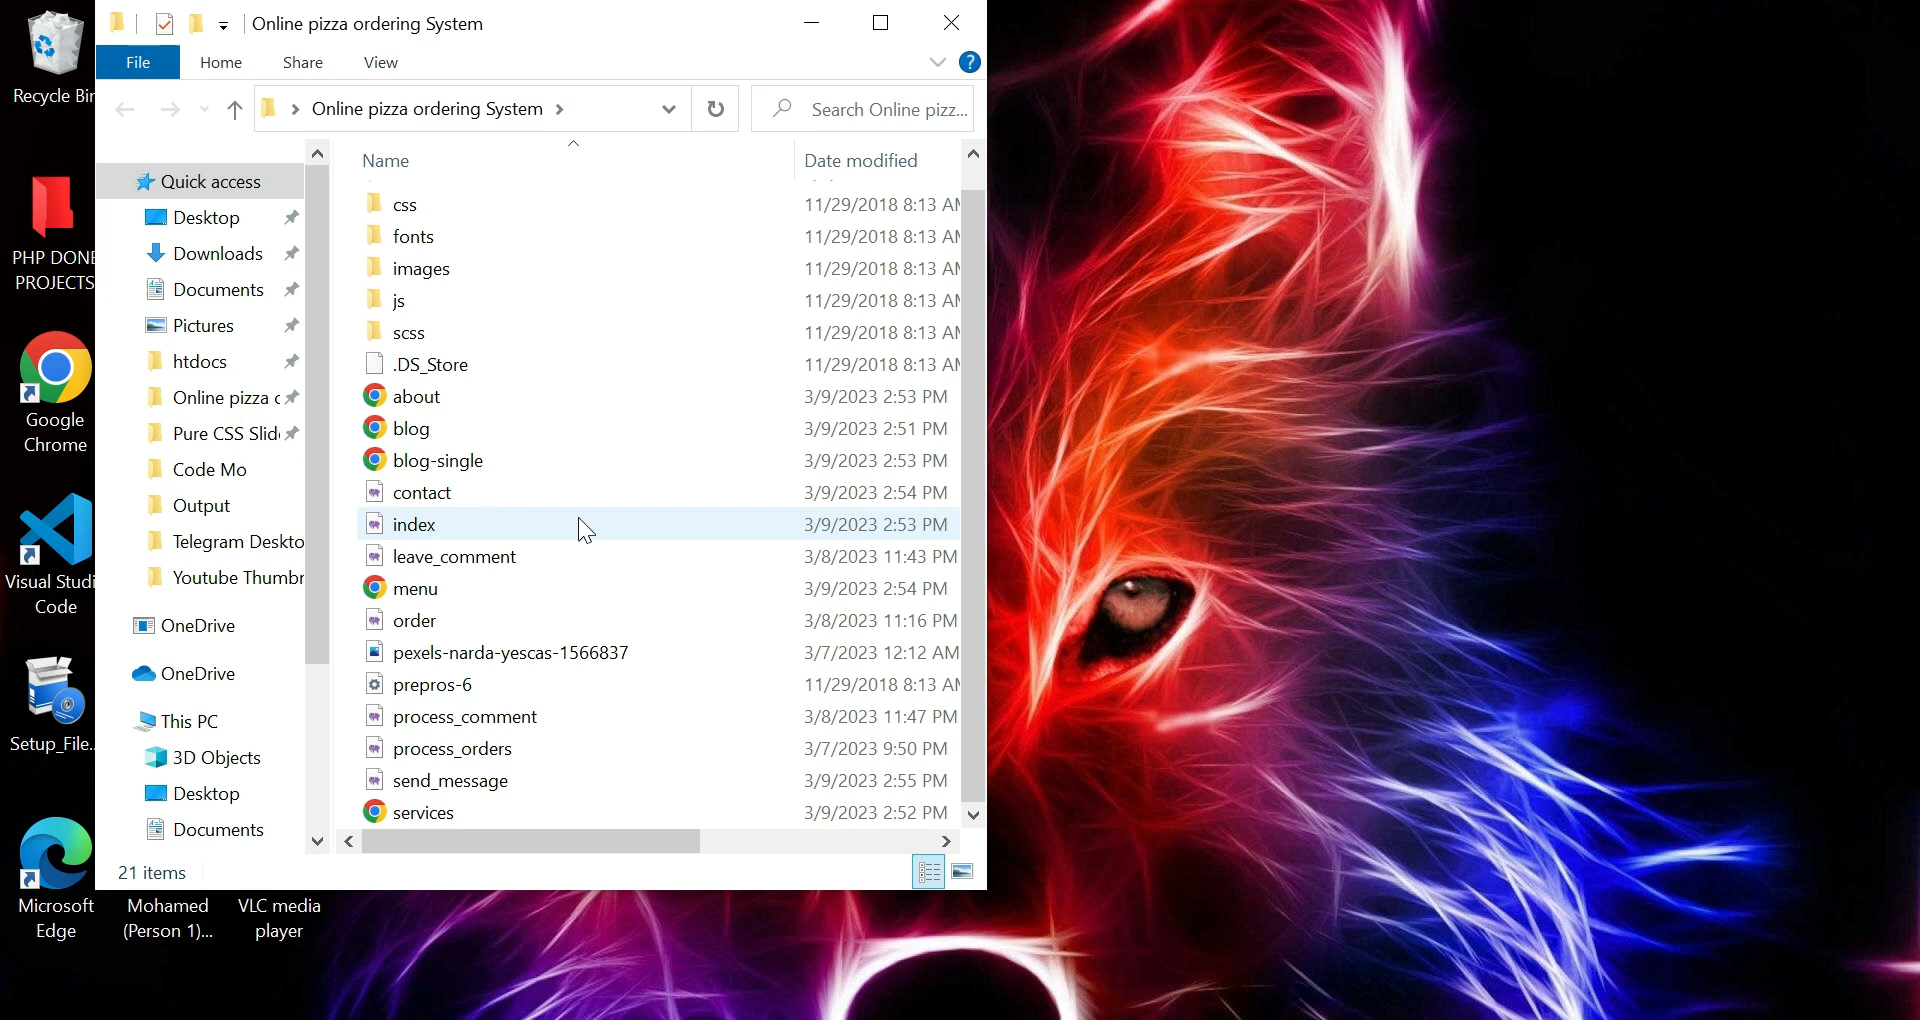 Online pizza ordering System
File Home Share View
Online pizza ordering System
Search Online pizz...
Name Date modified
Quick access
Desktop
Downloads
Documents
Pictures
htdocs
Online pizza c
Pure CSS Slid
Code Mo
Output
Telegram Deskto
Youtube Thumbr
OneDrive
OneDrive
This PC
3D Objects
Desktop
Documents
css 11/29/2018 8:13 AM
fonts 11/29/2018 8:13 AM
images 11/29/2018 8:13 AM
js 11/29/2018 8:13 AM
scss 11/29/2018 8:13 AM
.DS_Store 11/29/2018 8:13 AM
about 3/9/2023 2:53 PM
blog 3/9/2023 2:51 PM
blog-single 3/9/2023 2:53 PM
contact 3/9/2023 2:54 PM
index 3/9/2023 2:53 PM
leave_comment 3/8/2023 11:43 PM
menu 3/9/2023 2:54 PM
order 3/8/2023 11:16 PM
pexels-narda-yescas-1566837 3/7/2023 12:12 AM
prepros-6 11/29/2018 8:13 AM
process_comment 3/8/2023 11:47 PM
process_orders 3/7/2023 9:50 PM
send_message 3/9/2023 2:55 PM
services 3/9/2023 2:52 PM
21 items
Recycle Bin
PHP DONE
PROJECTS
Google
Chrome
Visual Studi
Code
Setup_File...
Microsoft
Edge
Mohamed
(Person 1)...
VLC media
player